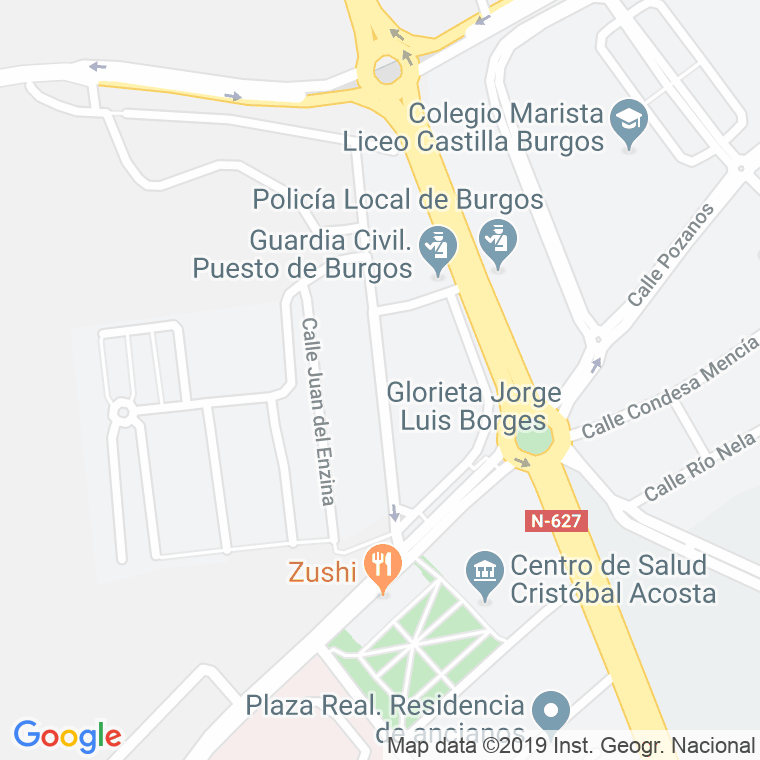 Colegio Marista
Liceo Castilla Burgos
Policía Local de Burgos
Guardia Civil.
Puesto de Burgos
Calle Pozanos
Calle Juan del Enzina
Glorieta Jorge
Luis Borges
Calle Condesa Mencía
Calle Río Nela
N-627
Zushi
Centro de Salud
Cristóbal Acosta
Plaza Real. Residencia
de ancianos
Google
Map data ©2019 Inst. Geogr. Nacional